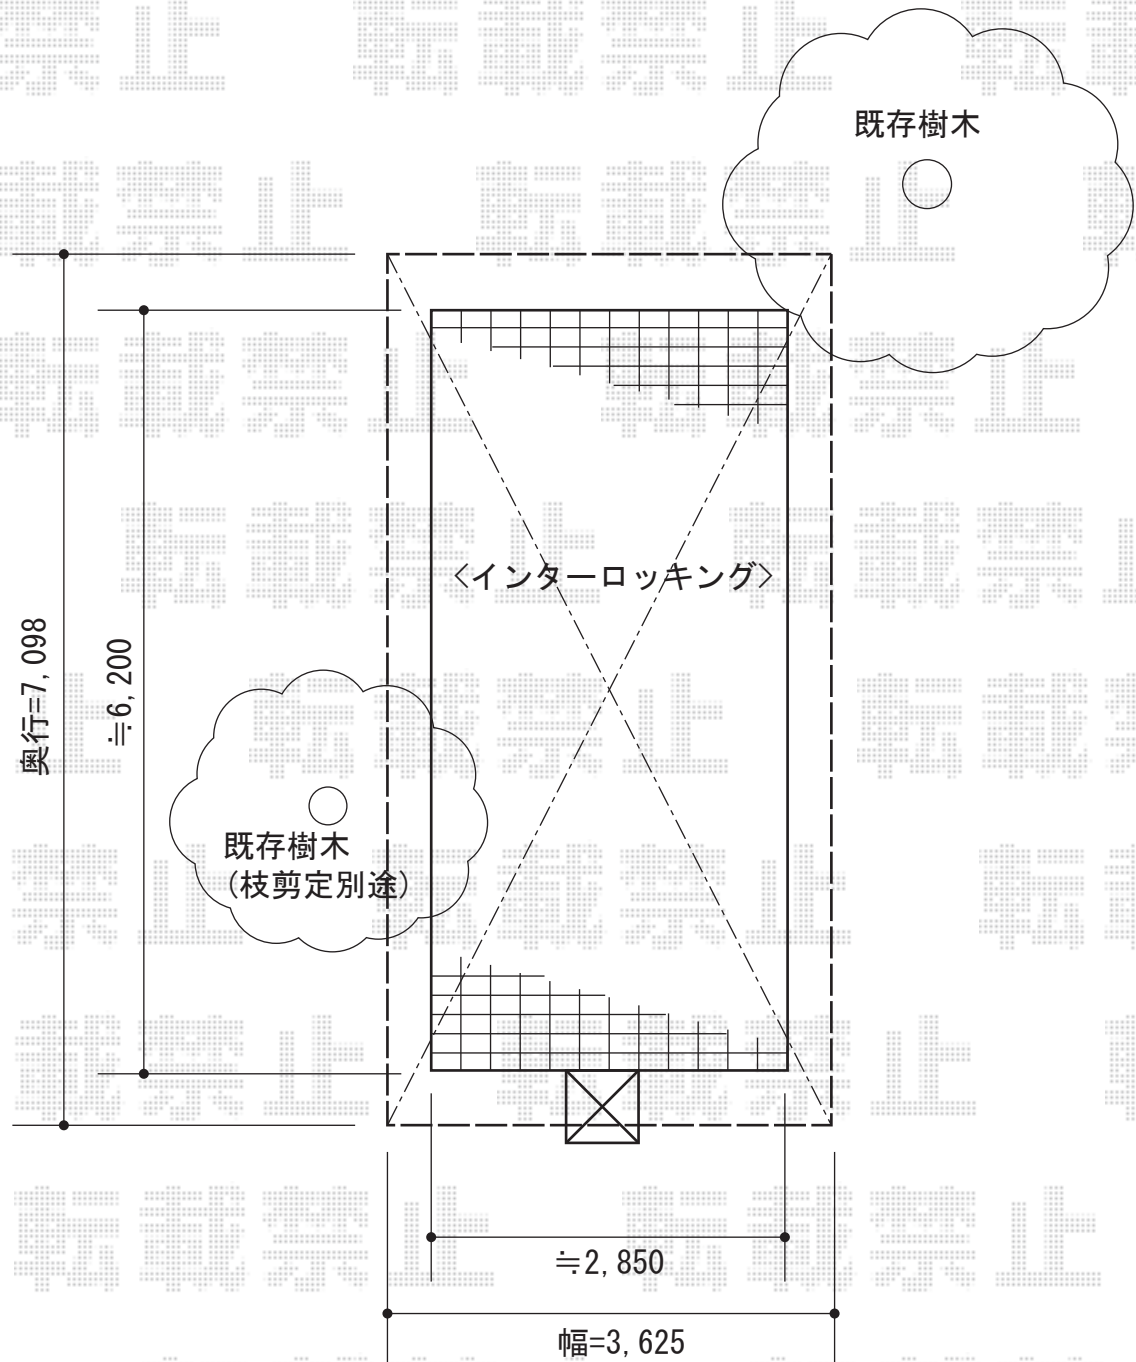 転載禁止
既存樹木
<インターロッキング>
奥行=7,098
≒6,200
既存樹木
(枝剪定別途)
≒2,850
幅=3,625